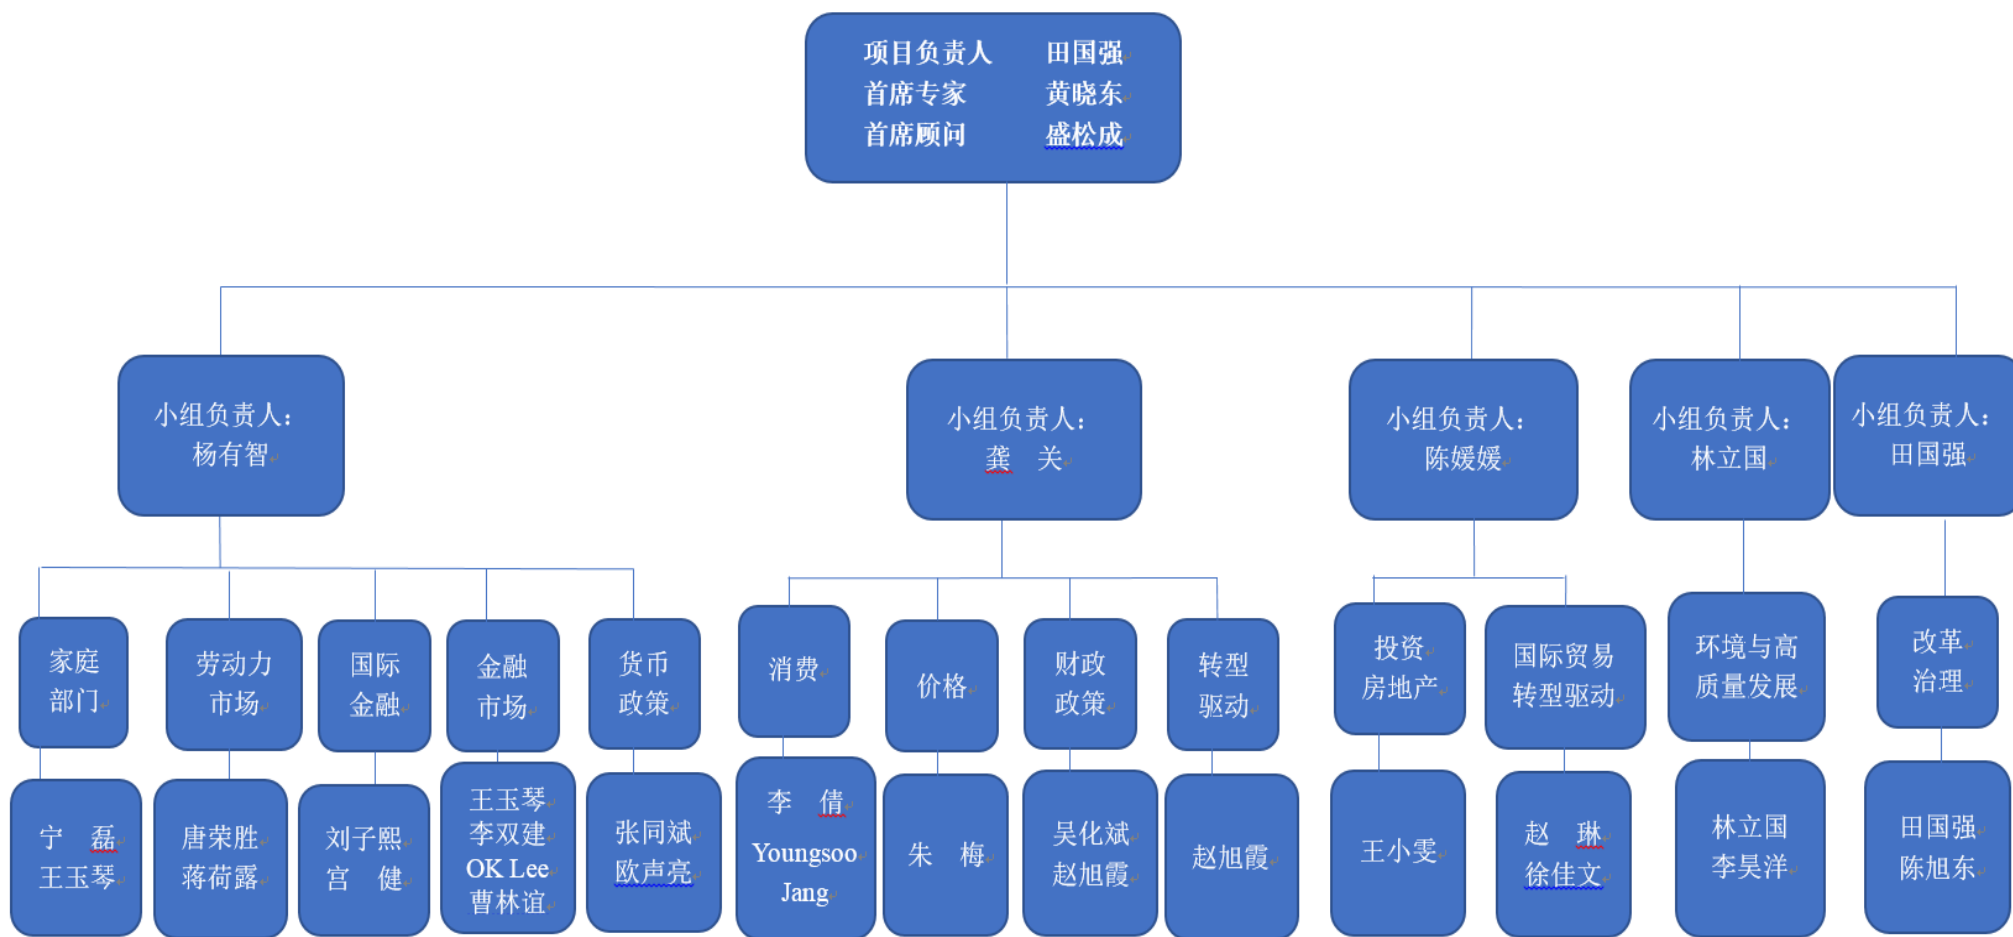 项目负责人 田国强
首席专家 黄晓东
首席顾问 盛松成
小组负责人：
杨有智
小组负责人：
龚 关
小组负责人：
陈媛媛
小组负责人：
林立国
小组负责人：
田国强
家庭
部门
劳动力
市场
国际
金融
金融
市场
货币
政策
消费
价格
财政
政策
转型
驱动
投资
房地产
国际贸易
转型驱动
环境与高
质量发展
改革
治理
宁 磊
王玉琴
唐荣胜
蒋荷露
刘子熙
宫 健
王玉琴
李双建
OK Lee
曹林谊
张同斌
欧声亮
李 倩
Youngsoo
Jang
朱 梅
吴化斌
赵旭霞
赵旭霞
王小雯
赵 琳
徐佳文
林立国
李昊洋
田国强
陈旭东